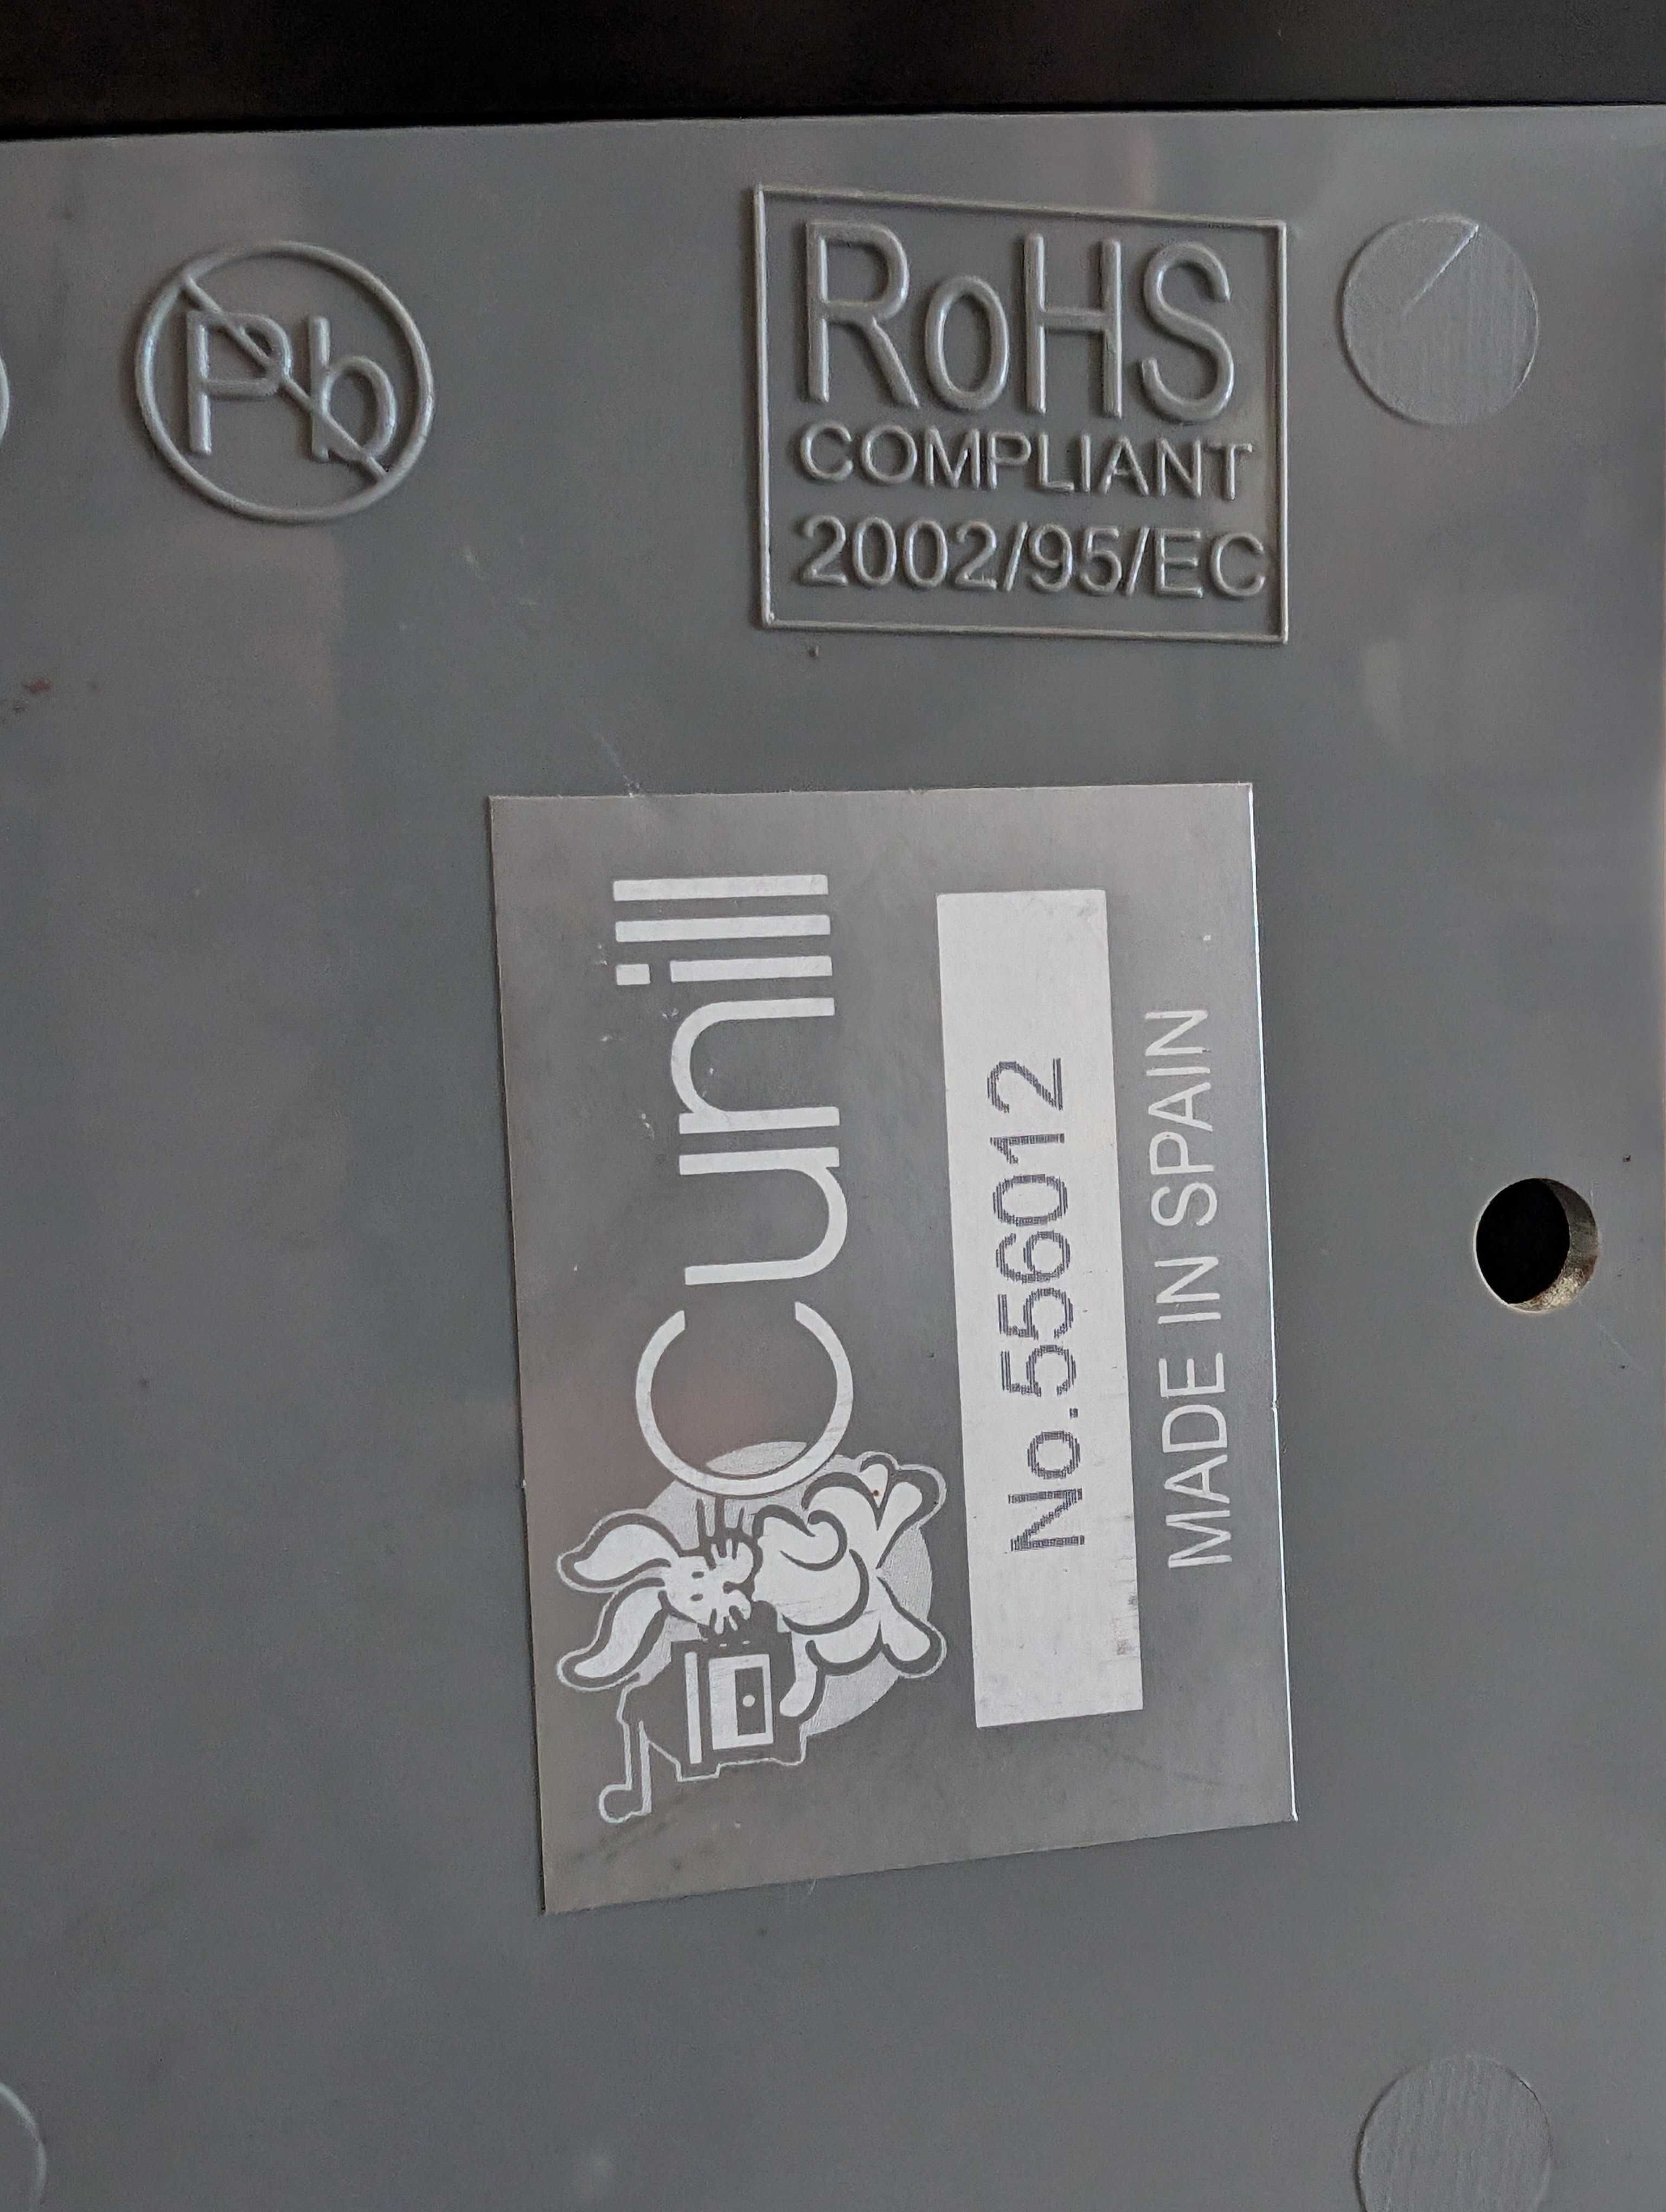 Pb
RoHS
COMPLIANT
2002/95/EC
Cunill
No.556012
MADE IN SPAIN